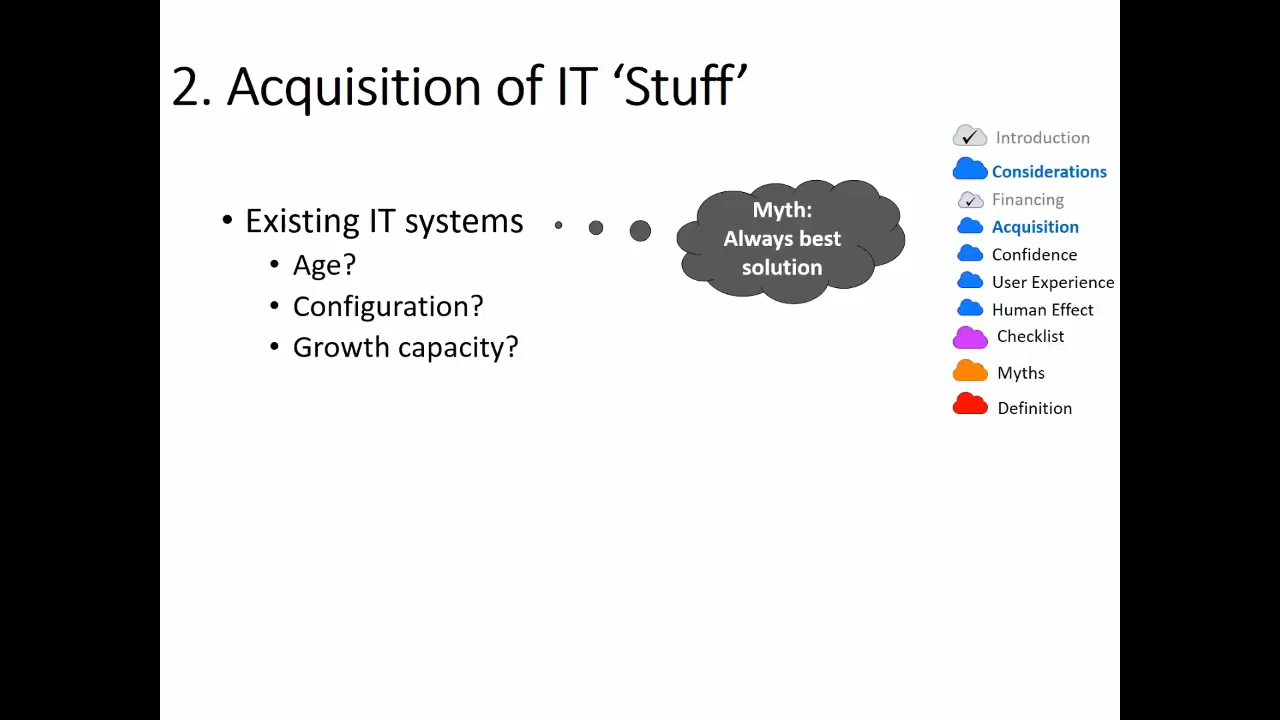 2. Acquisition of IT ‘Stuff’
• Existing IT systems
• Age?
• Configuration?
• Growth capacity?
Myth:
Always best
solution
Introduction
Considerations
Financing
Acquisition
Confidence
User Experience
Human Effect
Checklist
Myths
Definition